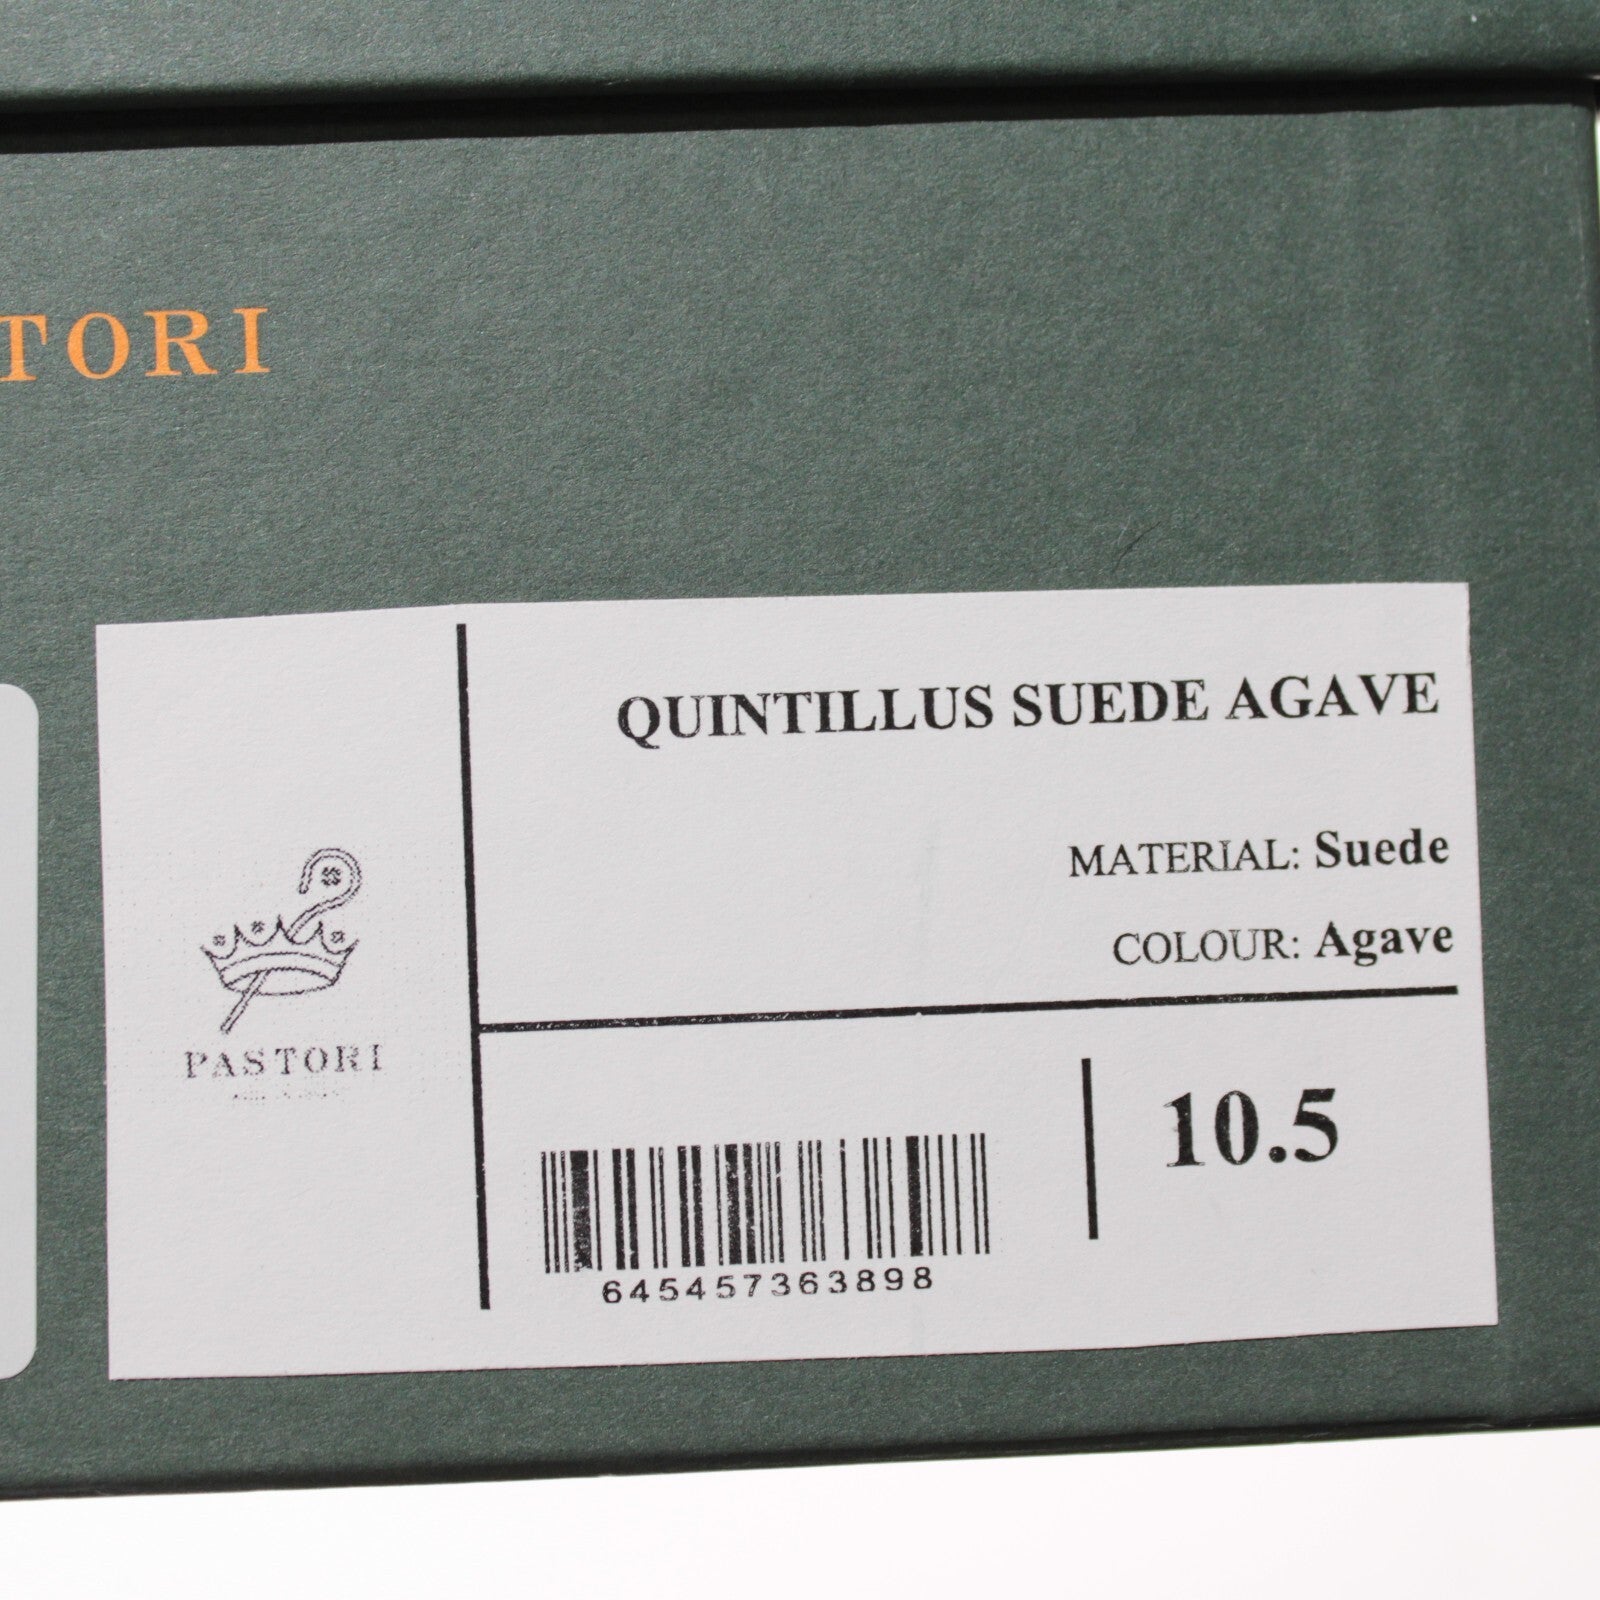 TORI
QUINTILLUS SUEDE AGAVE
MATERIAL: Suede
COLOUR: Agave
PASTORI
10.5
645457363898